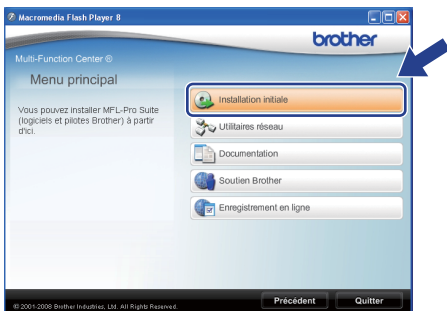 Macromedia Flash Player 8
brother
Multi-Function Center ®
Menu principal
Vous pouvez installer MFL-Pro Suite
(logiciels et pilotes Brother) à partir
d'ici.
Installation initiale
Utilitaires réseau
Documentation
Soutien Brother
Enregistrement en ligne
© 2001-2008 Brother Industries, Ltd. All Rights Reserved.
Précédent
Quitter